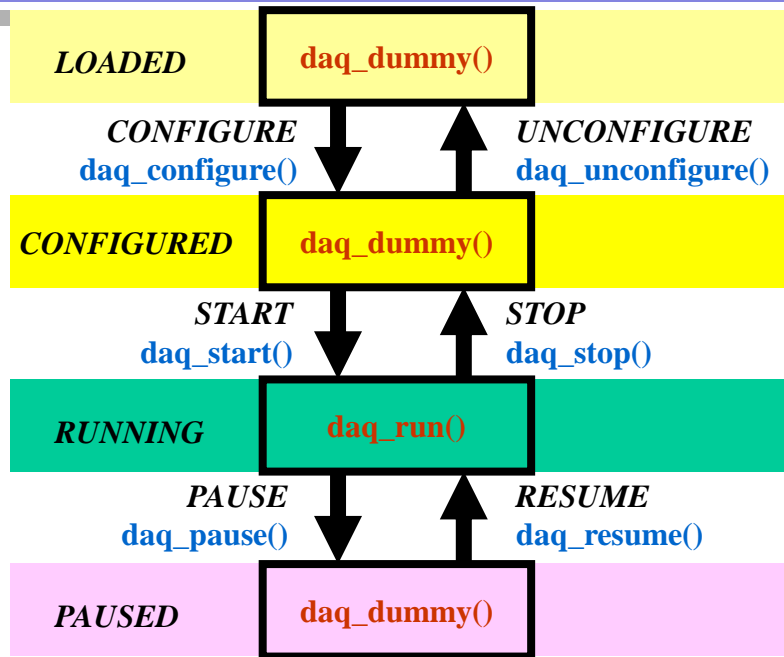 LOADED daq_dummy()
CONFIGURE UNCONFIGURE
daq_configure() daq_unconfigure()
CONFIGURED daq_dummy()
START STOP
daq_start() daq_stop()
RUNNING daq_run()
PAUSE RESUME
daq_pause() daq_resume()
PAUSED daq_dummy()